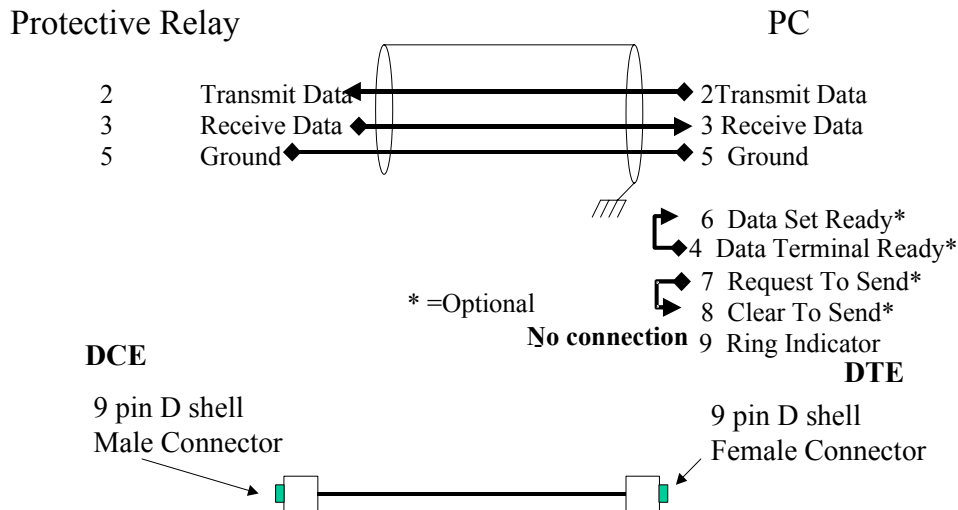 Protective Relay PC
2 Transmit Data 2Transmit Data
3 Receive Data 3 Receive Data
5 Ground 5 Ground
6 Data Set Ready*
4 Data Terminal Ready*
7 Request To Send*
* =Optional
8 Clear To Send*
No connection 9 Ring Indicator
DCE
DTE
9 pin D shell
Male Connector
9 pin D shell
Female Connector